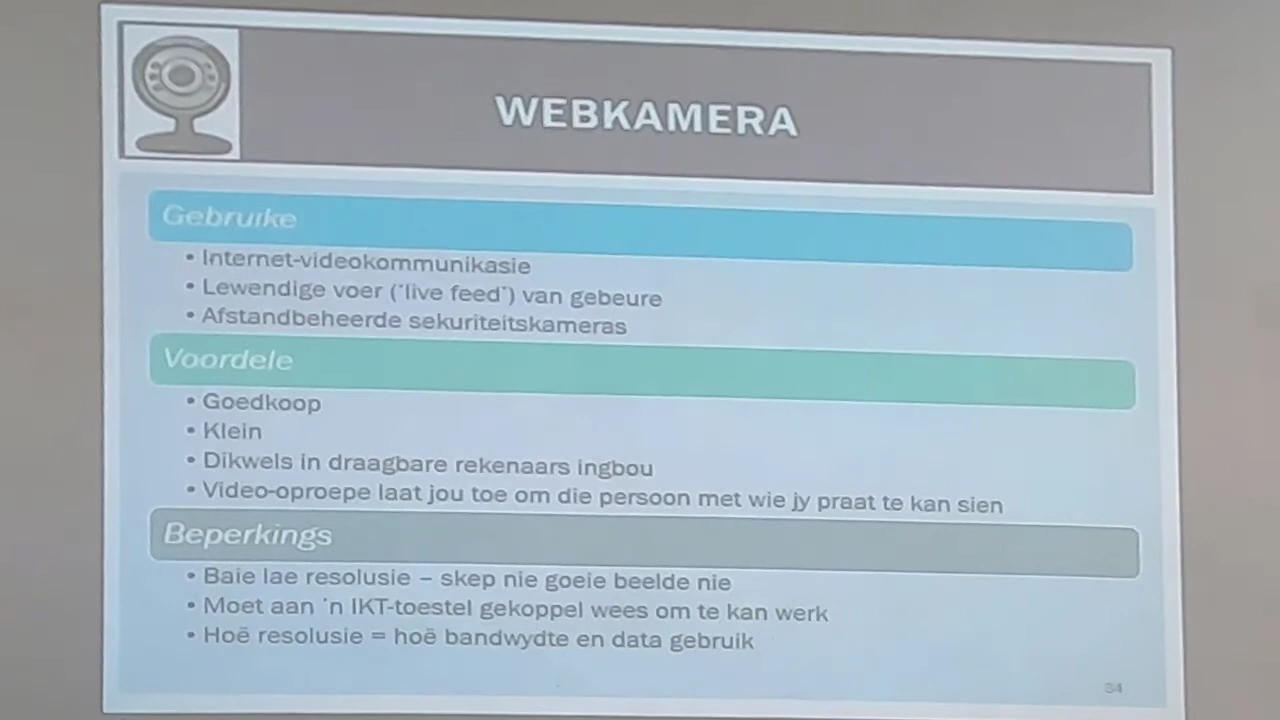 WEBKAMERA
Gebruike
• Internet-videokommunikasie
• Lewendige voer ('live feed') van gebeure
• Afstandbeheerde sekuriteitskameras
Voordele
• Goedkoop
• Klein
• Dikwels in draagbare rekenaars ingbou
• Video-oproepe laat jou toe om die persoon met wie jy praat te kan sien
Beperkings
• Baie lae resolusie – skep nie goeie beelde nie
• Moet aan 'n IKT-toestel gekoppel wees om te kan werk
• Hoë resolusie = hoë bandwydte en data gebruik
34